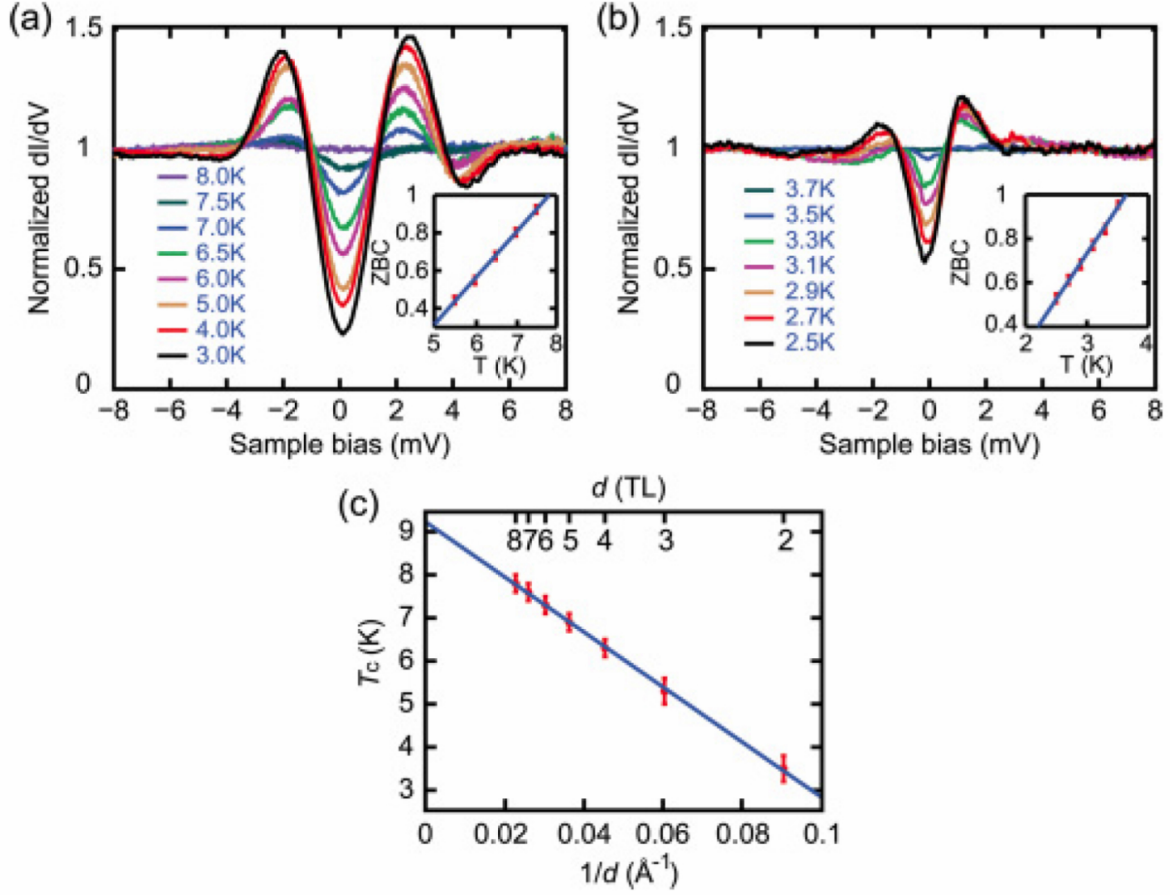 (a)
1.5
1
0.5
0
Normalized dI/dV
8.0K
7.5K
7.0K
6.5K
6.0K
5.0K
4.0K
3.0K
1
0.8
0.6
0.4
ZBC
5 6 7 8
T (K)
−8 −6 −4 −2 0 2 4 6 8
Sample bias (mV)
(b)
1.5
1
0.5
0
Normalized dI/dV
3.7K
3.5K
3.3K
3.1K
2.9K
2.7K
2.5K
1
0.8
0.6
0.4
ZBC
2 3 4
T (K)
−8 −6 −4 −2 0 2 4 6 8
Sample bias (mV)
(c)
d (TL)
8 7 6 5 4 3 2
9
8
7
6
5
4
3
Tc (K)
0 0.02 0.04 0.06 0.08 0.1
1/d (Å⁻¹)